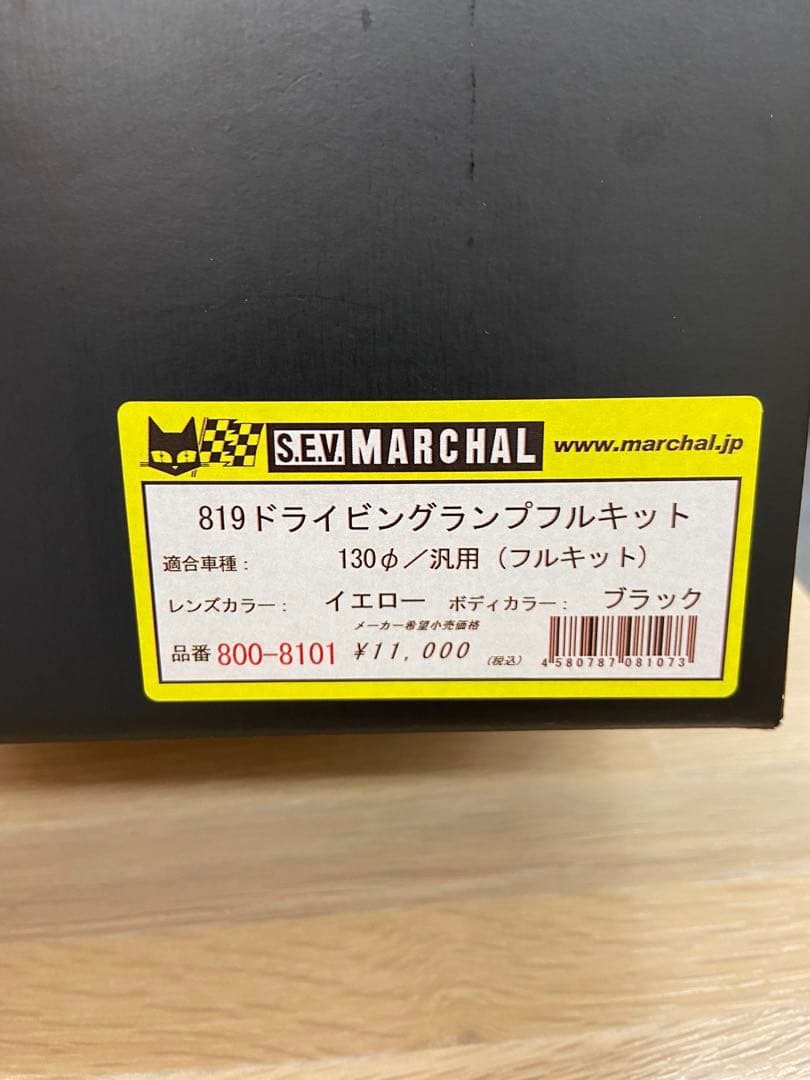 S.E.V. MARCHAL www.marchal.jp
819ドライビングランプフルキット
適合車種： 130φ／汎用（フルキット）
レンズカラー： イエロー ボディカラー： ブラック
メーカー希望小売価格
品番 800-8101 ¥11,000 (税込)
4 580787 081073